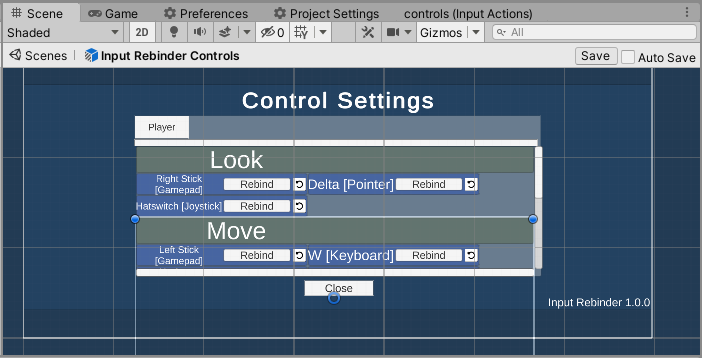 Scene Game Preferences Project Settings controls (Input Actions)
Shaded 2D 0 Gizmos All
Scenes Input Rebinder Controls Save Auto Save
Control Settings
Player
Look
Right Stick
[Gamepad] Rebind Delta [Pointer] Rebind
Hatswitch [Joystick] Rebind
Move
Left Stick
[Gamepad] Rebind W [Keyboard] Rebind
Close
Input Rebinder 1.0.0